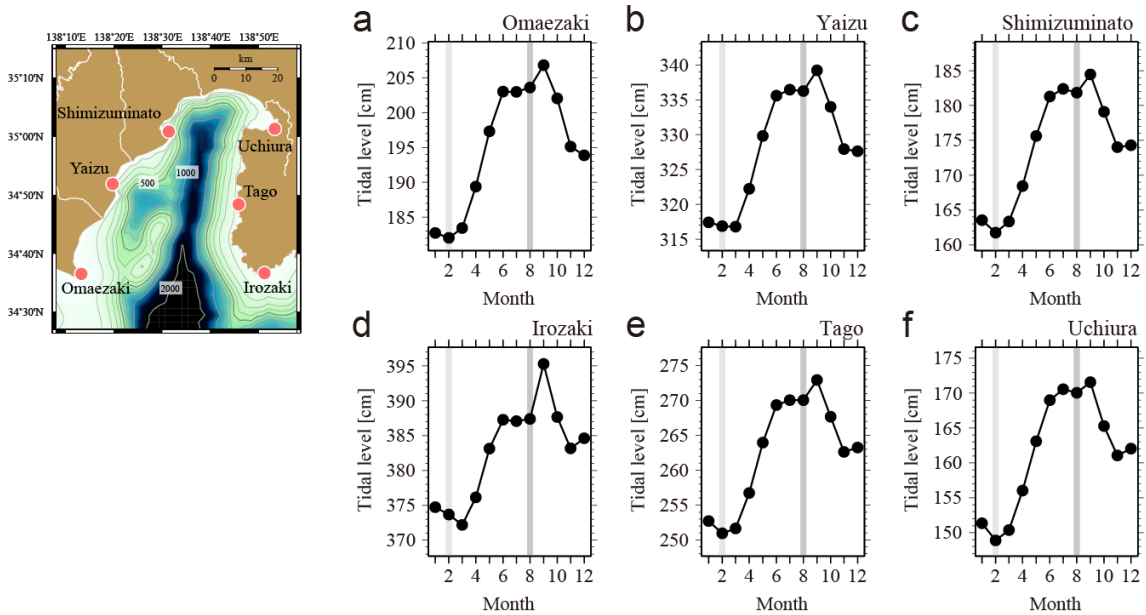 138°10'E 138°20'E 138°30'E 138°40'E 138°50'E
km
0 10 20
35°10'N
35°00'N
34°50'N
34°40'N
34°30'N
Shimizuminato
Uchiura
Yaizu
1000
500
Tago
Omaezaki
2000
Irozaki
a
Omaezaki
Tidal level [cm]
210
205
200
195
190
185
2 4 6 8 10 12
Month
b
Yaizu
Tidal level [cm]
340
335
330
325
320
315
2 4 6 8 10 12
Month
c
Shimizuminato
Tidal level [cm]
185
180
175
170
165
160
2 4 6 8 10 12
Month
d
Irozaki
Tidal level [cm]
395
390
385
380
375
370
2 4 6 8 10 12
Month
e
Tago
Tidal level [cm]
275
270
265
260
255
250
2 4 6 8 10 12
Month
f
Uchiura
Tidal level [cm]
175
170
165
160
155
150
2 4 6 8 10 12
Month